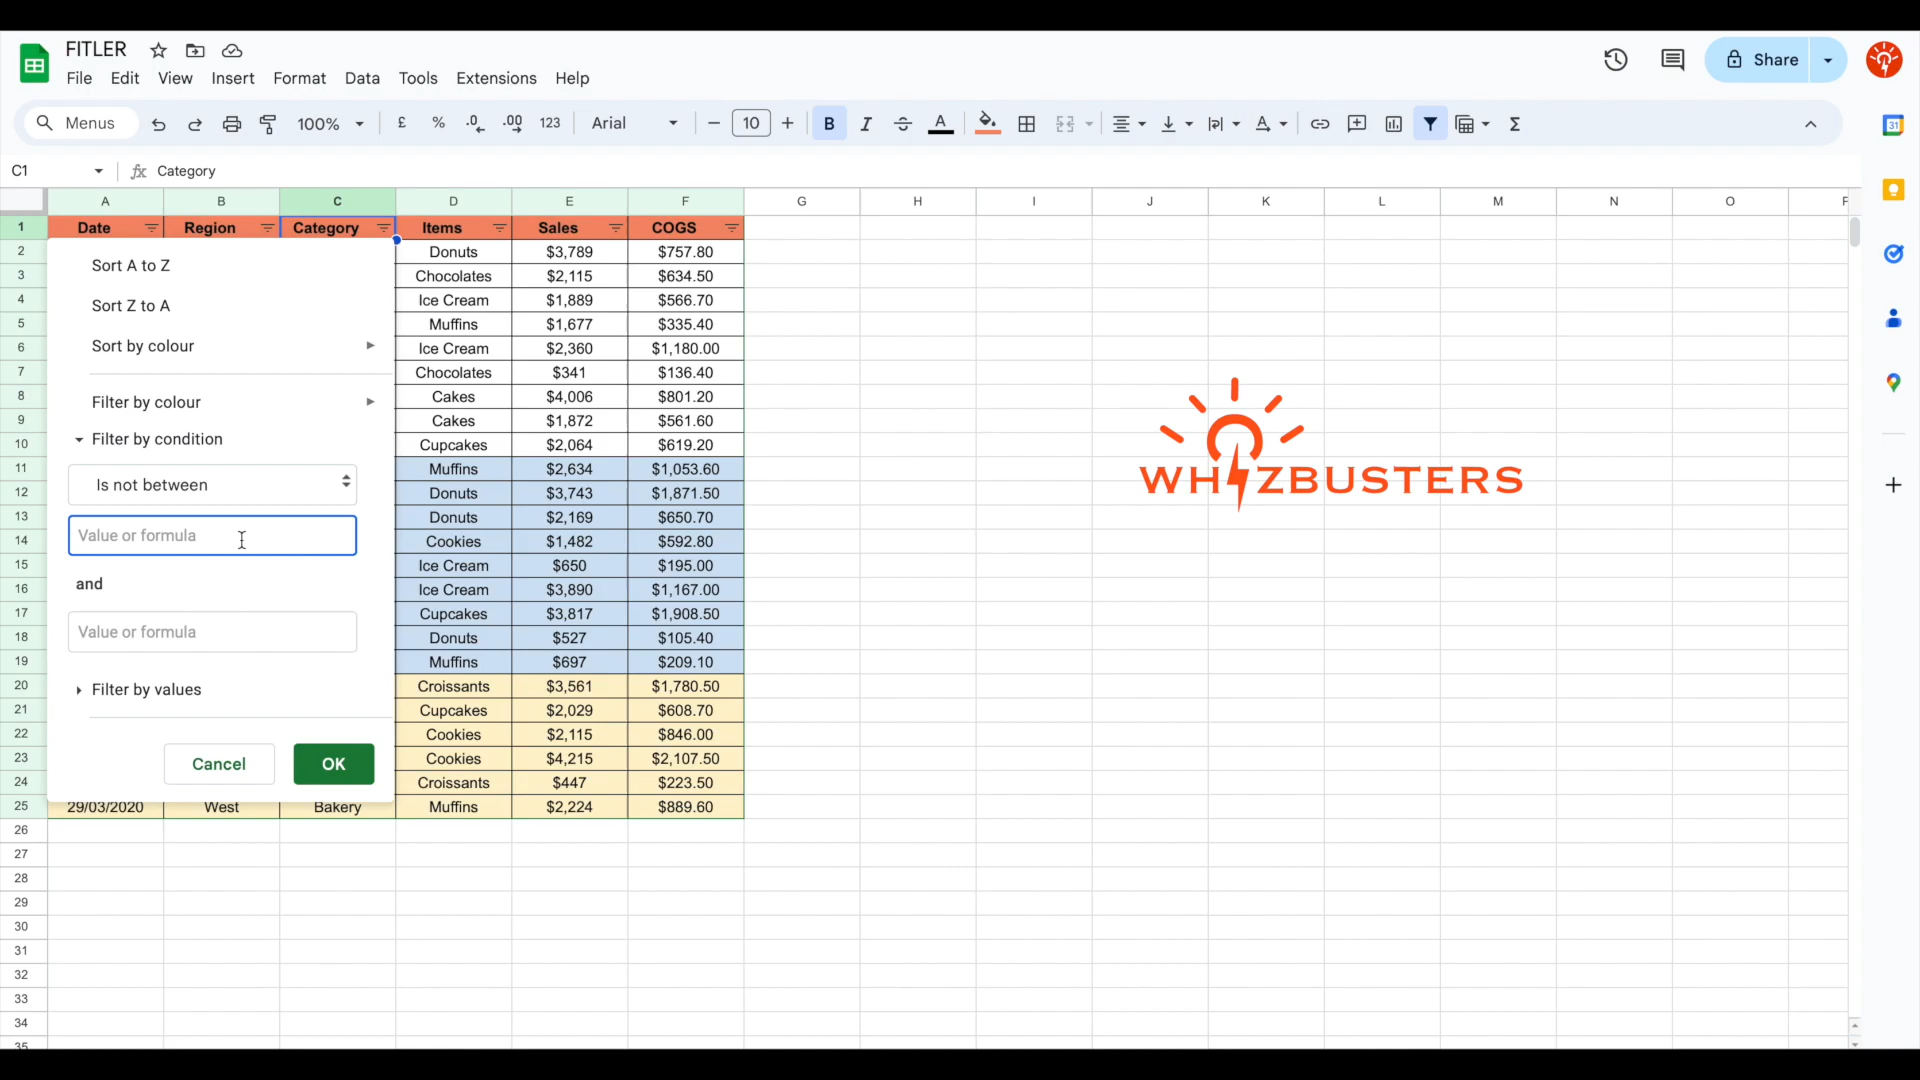 FITLER
File Edit View Insert Format Data Tools Extensions Help
Share
Menus 100% £ % .0 .00 123 Arial 10 B I A Σ
31
C1 fx Category
A B C D E F G H I J K L M N O
1 Date Region Category Items Sales COGS
2 Donuts $3,789 $757.80
3 Chocolates $2,115 $634.50
4 Ice Cream $1,889 $566.70
5 Muffins $1,677 $335.40
6 Ice Cream $2,360 $1,180.00
7 Chocolates $341 $136.40
8 Cakes $4,006 $801.20
9 Cakes $1,872 $561.60
10 Cupcakes $2,064 $619.20
11 Muffins $2,634 $1,053.60
12 Donuts $3,743 $1,871.50
13 Donuts $2,169 $650.70
14 Cookies $1,482 $592.80
15 Ice Cream $650 $195.00
16 Ice Cream $3,890 $1,167.00
17 Cupcakes $3,817 $1,908.50
18 Donuts $527 $105.40
19 Muffins $697 $209.10
20 Croissants $3,561 $1,780.50
21 Cupcakes $2,029 $608.70
22 Cookies $2,115 $846.00
23 Cookies $4,215 $2,107.50
24 Croissants $447 $223.50
25 29/03/2020 West Bakery Muffins $2,224 $889.60
26
27
28
29
30
31
32
33
34
35
Sort A to Z
Sort Z to A
Sort by colour
Filter by colour
Filter by condition
Is not between
Value or formula
and
Value or formula
Filter by values
Cancel OK
WHIZBUSTERS